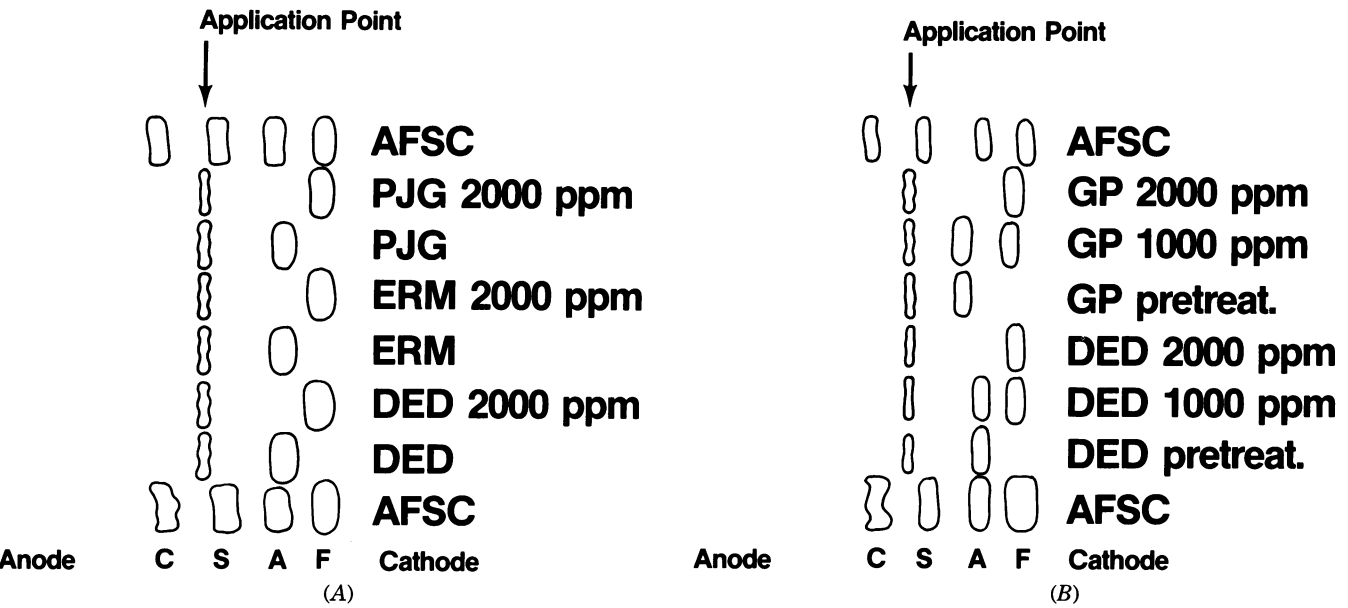 Application Point
AFSC
PJG 2000 ppm
PJG
ERM 2000 ppm
ERM
DED 2000 ppm
DED
AFSC
Anode C S A F Cathode
(A)
Application Point
AFSC
GP 2000 ppm
GP 1000 ppm
GP pretreat.
DED 2000 ppm
DED 1000 ppm
DED pretreat.
AFSC
Anode C S A F Cathode
(B)